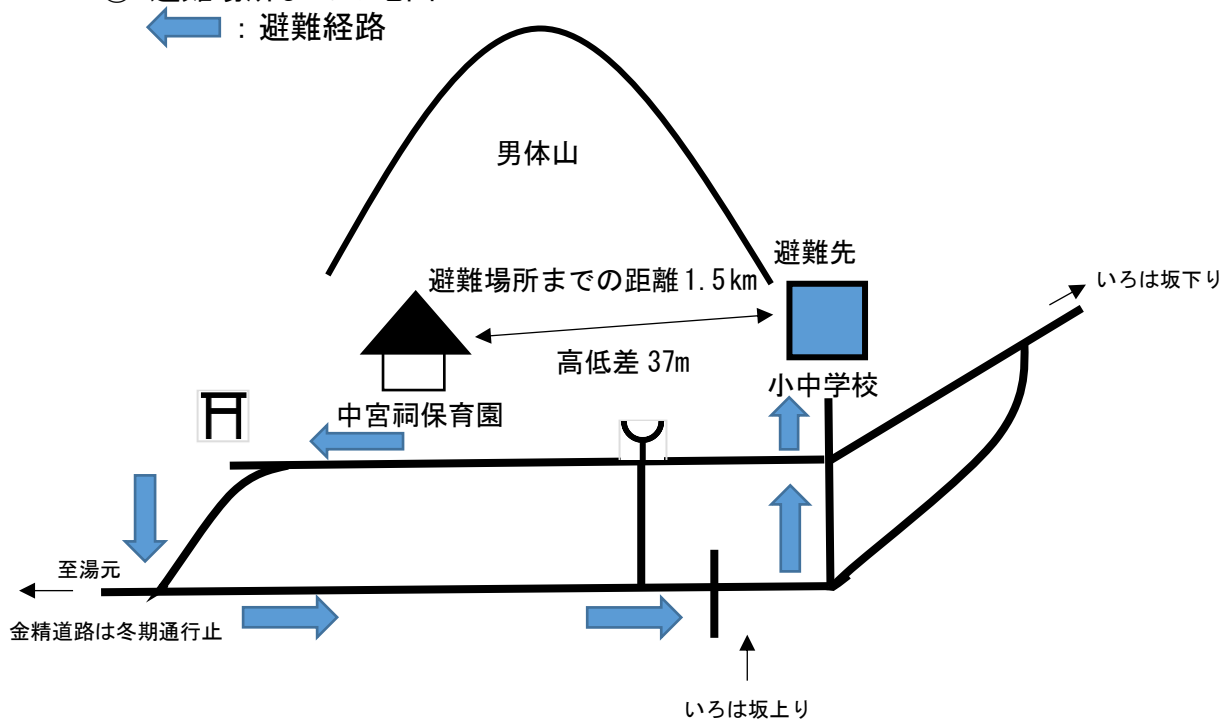 ：避難経路
男体山
避難先
避難場所までの距離1.5km
いろは坂下り
高低差 37m
小中学校
中宮祠保育園
至湯元
金精道路は冬期通行止
いろは坂上り